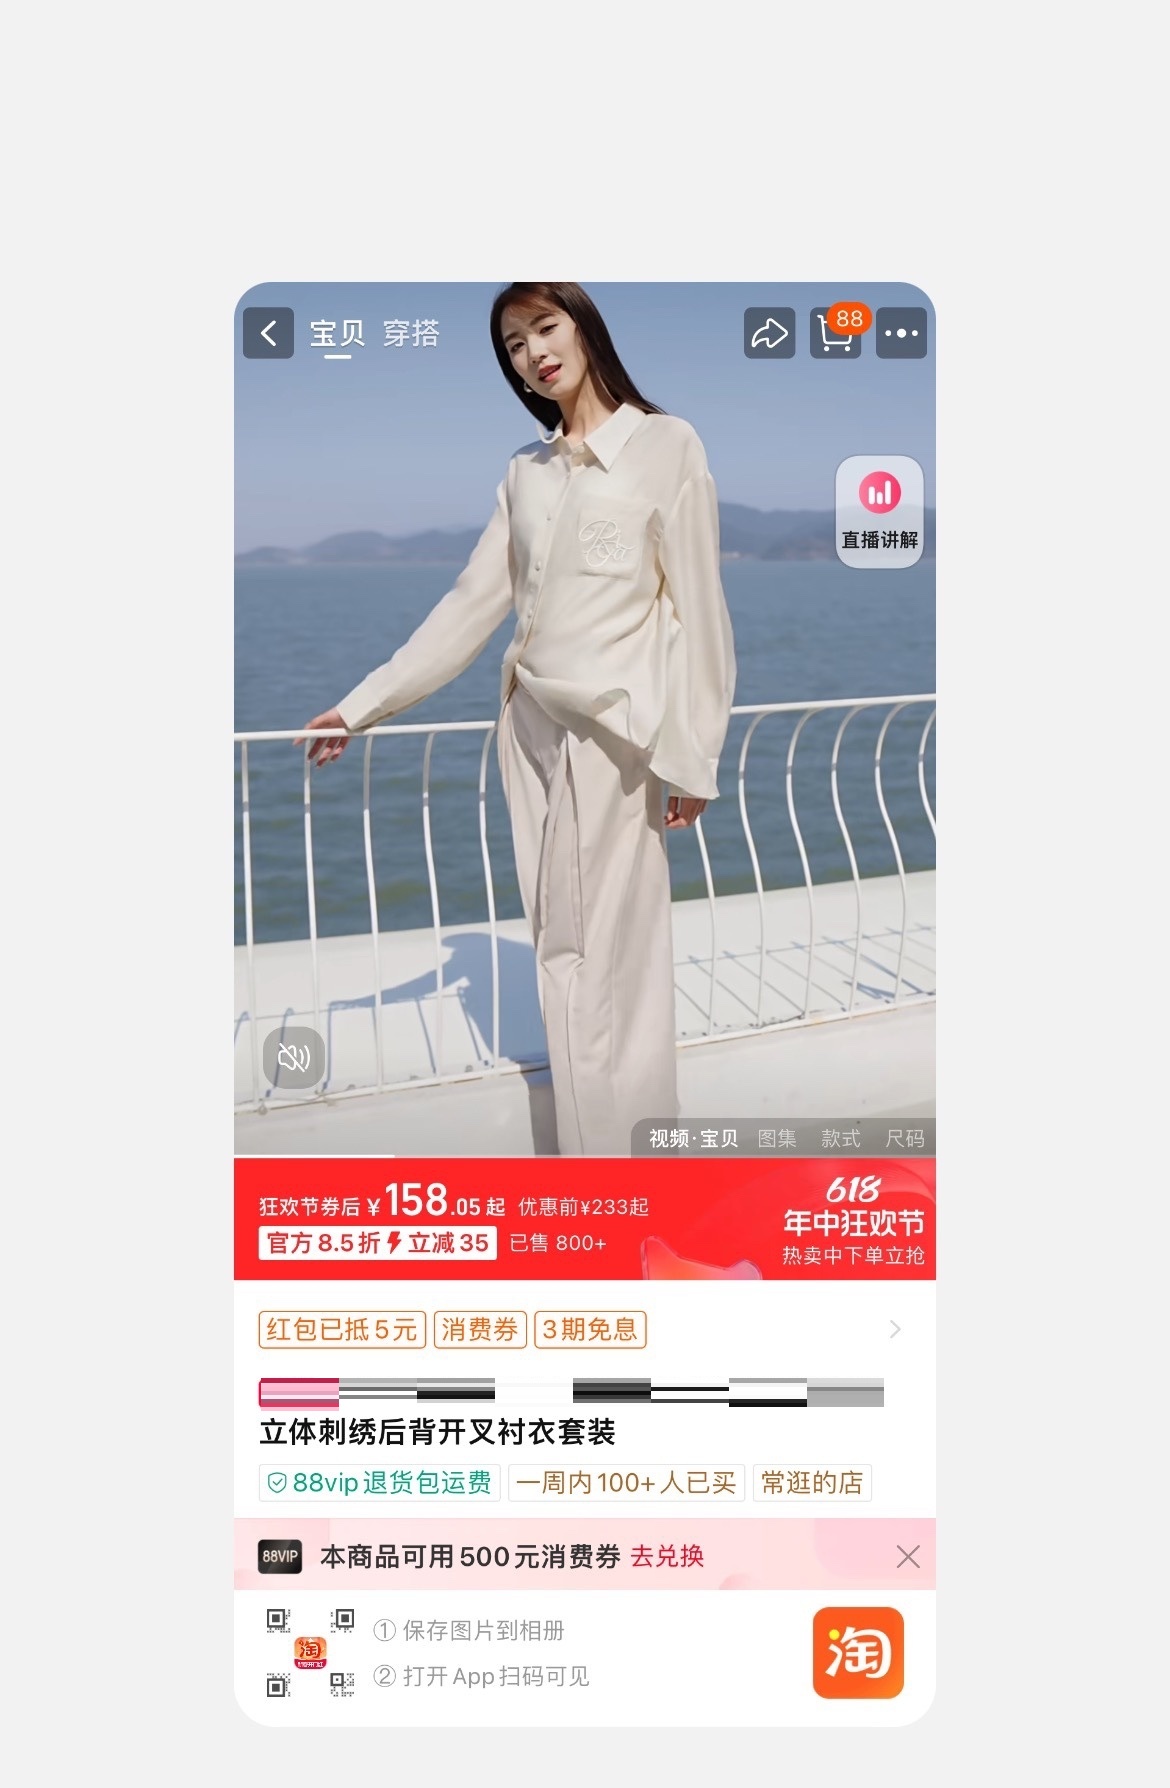 宝贝 穿搭
88
直播讲解
视频·宝贝 图集 款式 尺码
狂欢节券后¥158.05起 优惠前¥233起
官方8.5折 立减35 已售 800+
618
年中狂欢节
热卖中下单立抢
红包已抵5元 消费券 3期免息
立体刺绣后背开叉衬衣套装
88vip退货包运费 一周内100+人已买 常逛的店
88VIP 本商品可用500元消费券 去兑换
① 保存图片到相册
② 打开App扫码可见
淘
淘